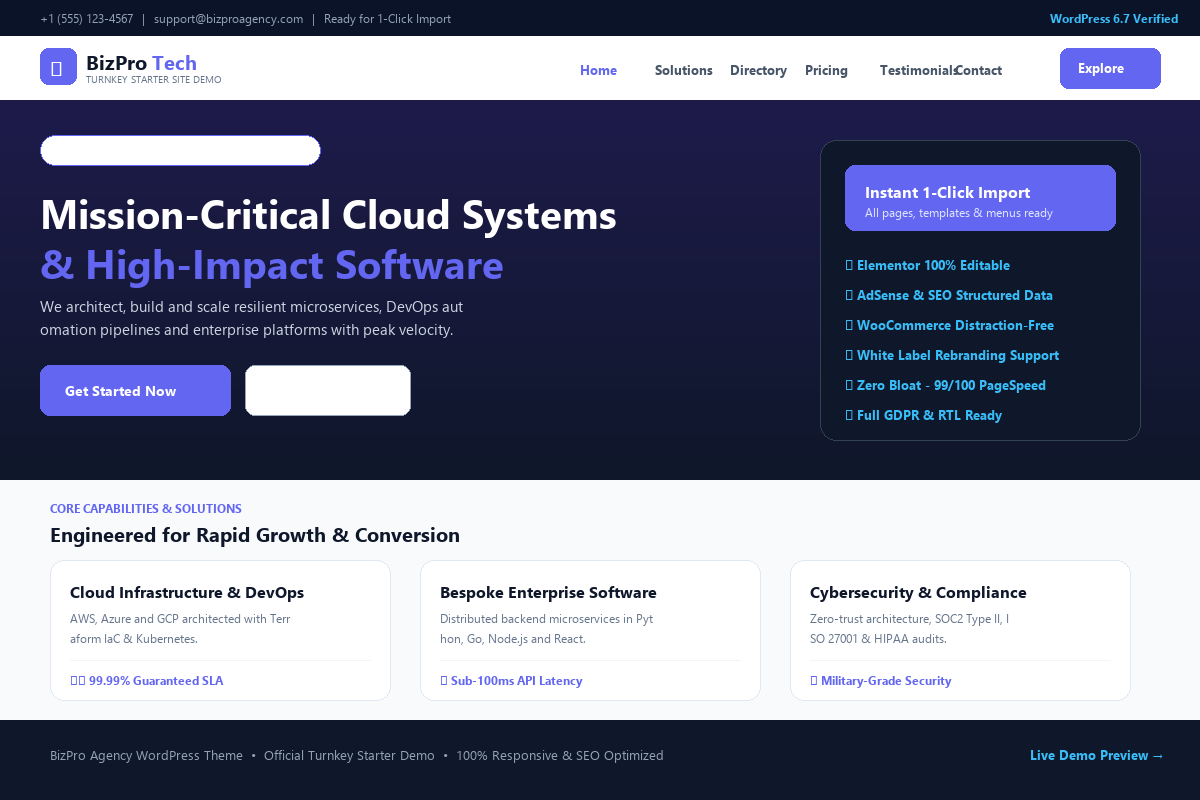 +1 (555) 123-4567 | support@bizproagency.com | Ready for 1-Click Import
WordPress 6.7 Verified
BizPro Tech
TURNKEY STARTER SITE DEMO
Home
Solutions
Directory
Pricing
Testimonials
Contact
Explore
Mission-Critical Cloud Systems
& High-Impact Software
We architect, build and scale resilient microservices, DevOps aut
omation pipelines and enterprise platforms with peak velocity.
Get Started Now
Instant 1-Click Import
All pages, templates & menus ready
Elementor 100% Editable
AdSense & SEO Structured Data
WooCommerce Distraction-Free
White Label Rebranding Support
Zero Bloat - 99/100 PageSpeed
Full GDPR & RTL Ready
CORE CAPABILITIES & SOLUTIONS
Engineered for Rapid Growth & Conversion
Cloud Infrastructure & DevOps
AWS, Azure and GCP architected with Terr
aform IaC & Kubernetes.
99.99% Guaranteed SLA
Bespoke Enterprise Software
Distributed backend microservices in Pyt
hon, Go, Node.js and React.
Sub-100ms API Latency
Cybersecurity & Compliance
Zero-trust architecture, SOC2 Type II, I
SO 27001 & HIPAA audits.
Military-Grade Security
BizPro Agency WordPress Theme • Official Turnkey Starter Demo • 100% Responsive & SEO Optimized
Live Demo Preview →